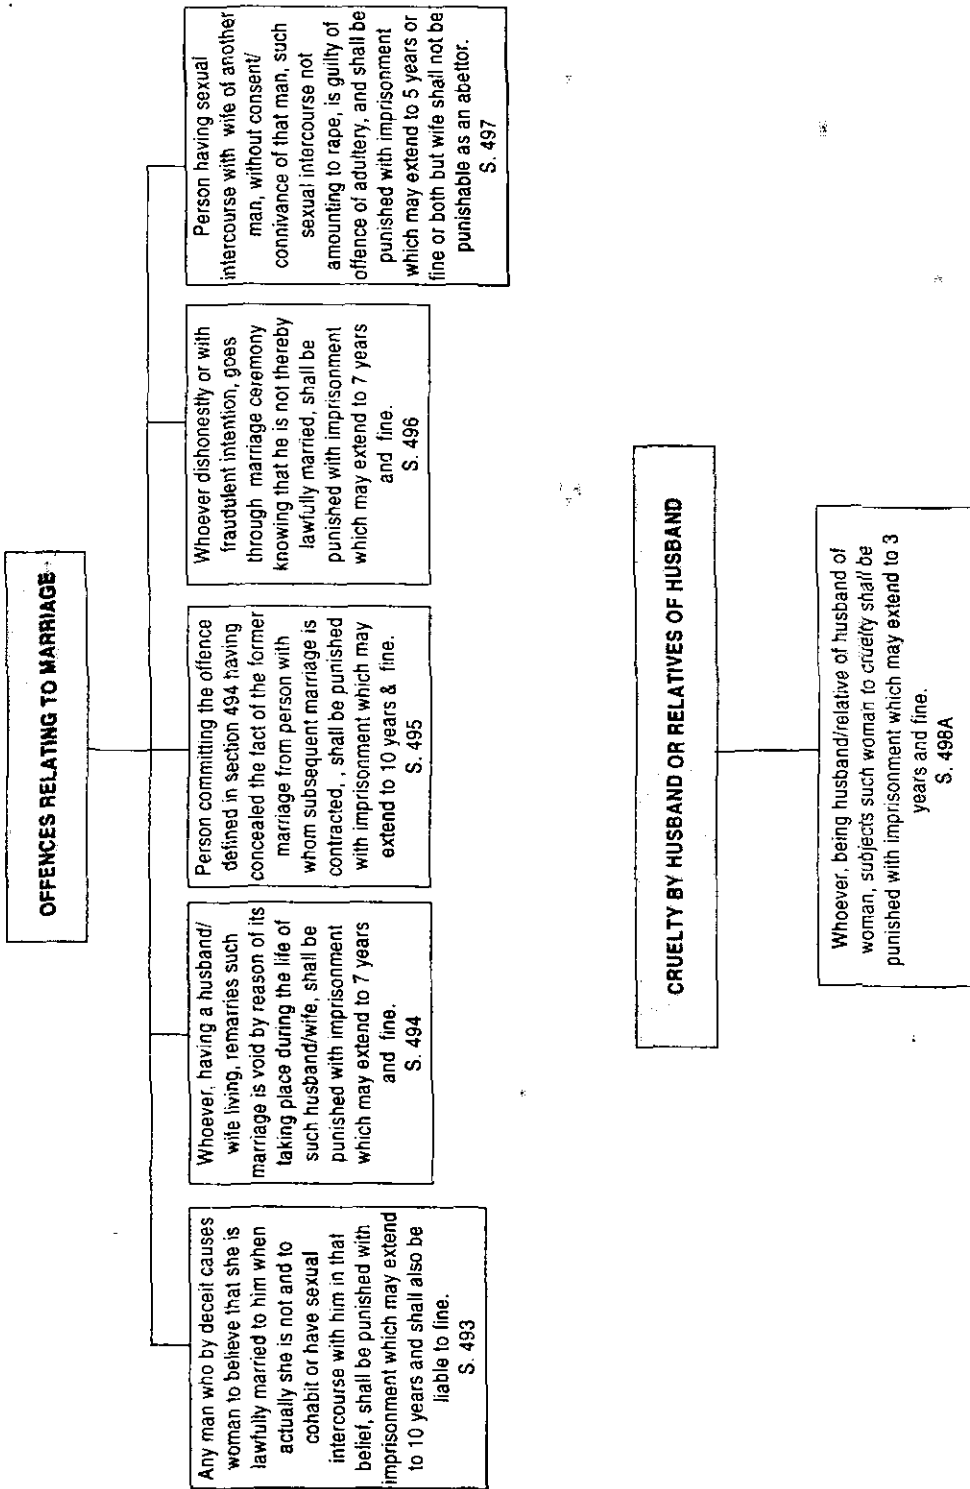 OFFENCES RELATING TO MARRIAGE
Any man who by deceit causes
woman to believe that she is
lawfully married to him when
actually she is not and to
cohabit or have sexual
intercourse with him in that
belief, shall be punished with
imprisonment which may extend
to 10 years and shall also be
liable to fine.
S. 493
Whoever, having a husband/
wife living, remarries such
marriage is void by reason of its
taking place during the life of
such husband/wife, shall be
punished with imprisonment
which may extend to 7 years
and fine.
S. 494
Person committing the offence
defined in section 494 having
concealed the fact of the former
marriage from person with
whom subsequent marriage is
contracted, , shall be punished
with imprisonment which may
extend to 10 years & fine.
S. 495
Whoever dishonestly or with
fraudulent intention, goes
through marriage ceremony
knowing that he is not thereby
lawfully married, shall be
punished with imprisonment
which may extend to 7 years
and fine.
S. 496
Person having sexual
intercourse with wife of another
man, without consent/
connivance of that man, such
sexual intercourse not
amounting to rape, is guilty of
offence of adultery, and shall be
punished with imprisonment
which may extend to 5 years or
fine or both but wife shall not be
punishable as an abettor.
S. 497
CRUELTY BY HUSBAND OR RELATIVES OF HUSBAND
Whoever, being husband/relative of husband of
woman, subjects such woman to cruelty shall be
punished with imprisonment which may extend to 3
years and fine.
S. 498A